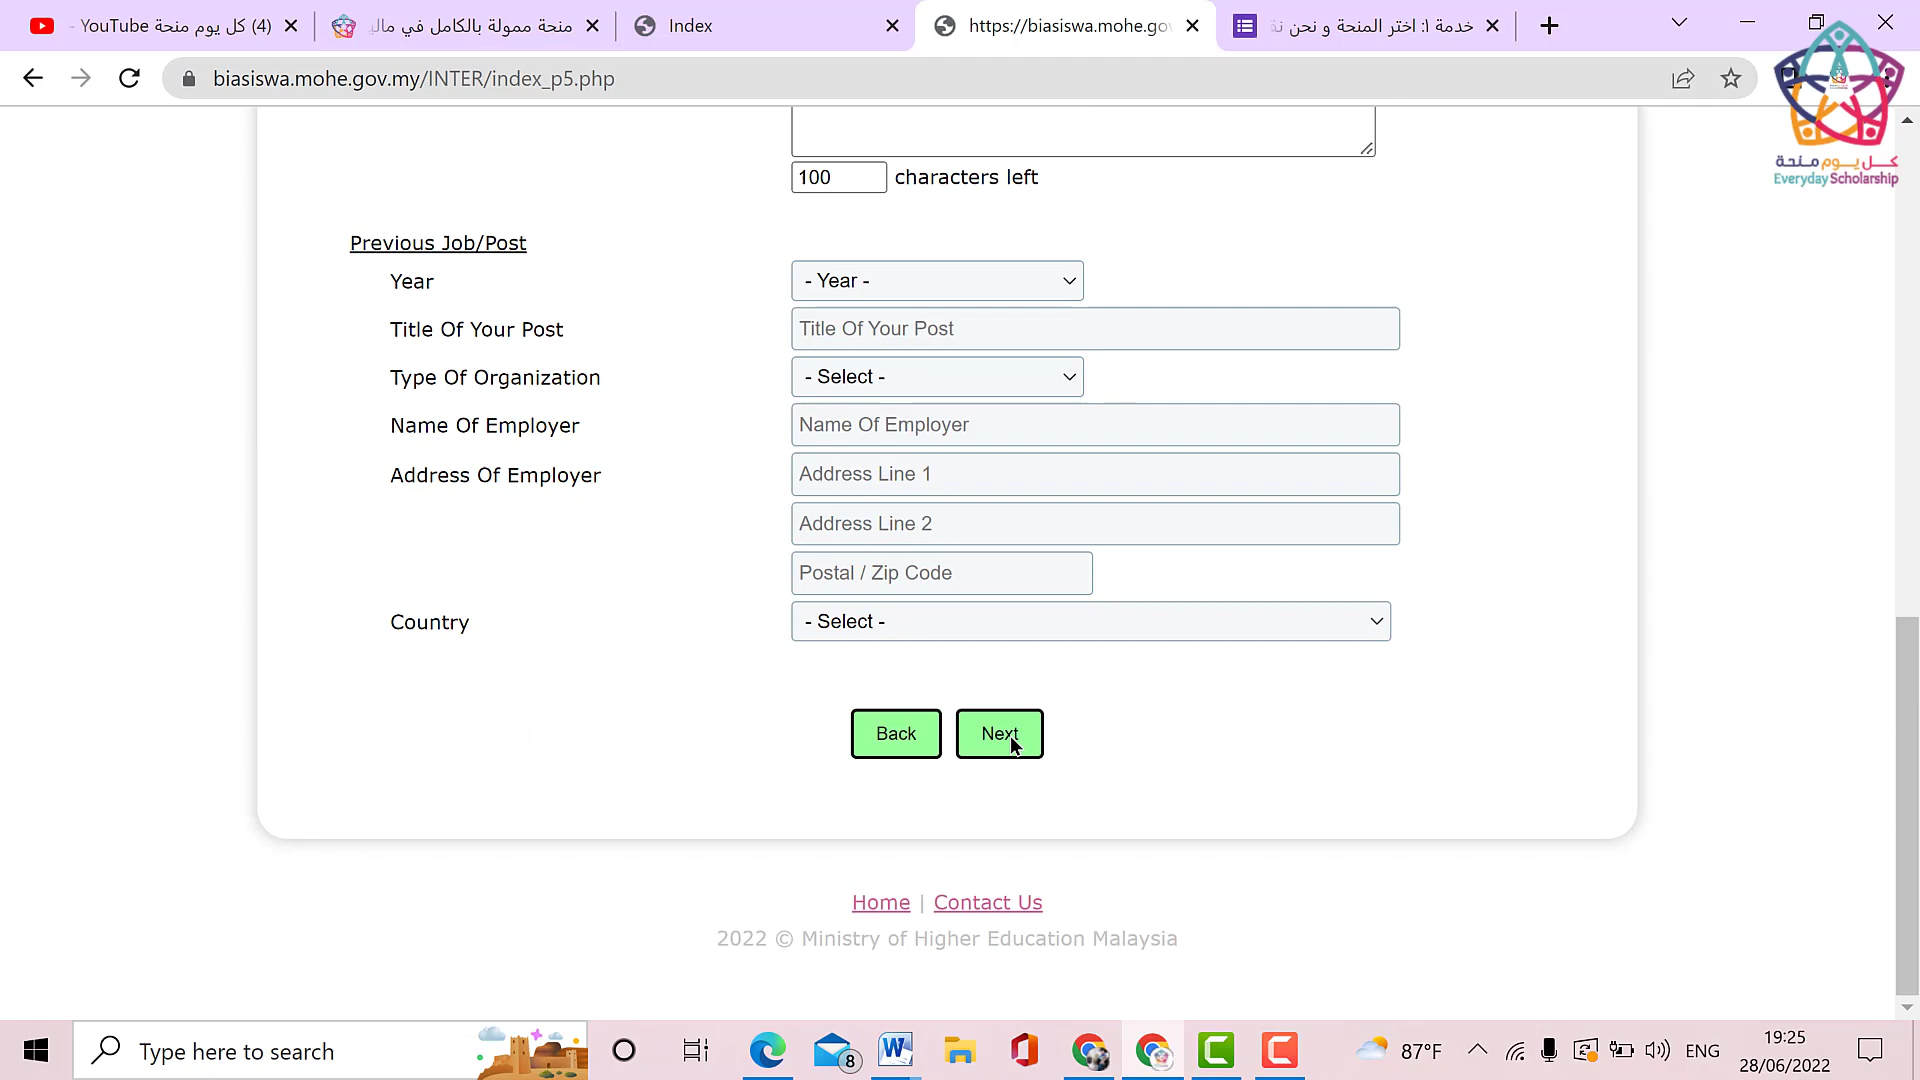 كل يوم منحة YouTube (4)
منحة ممولة بالكامل في مالي
Index
https://biasiswa.mohe.gov
خدمة 1: اختر المنحة و نحن نق
biasiswa.mohe.gov.my/INTER/index_p5.php
كل يوم منحة
Everyday Scholarship
100 characters left
Previous Job/Post
Year
- Year -
Title Of Your Post
Title Of Your Post
Type Of Organization
- Select -
Name Of Employer
Name Of Employer
Address Of Employer
Address Line 1
Address Line 2
Postal / Zip Code
Country
- Select -
Back
Next
Home | Contact Us
2022 © Ministry of Higher Education Malaysia
Type here to search
8
87°F
ENG
19:25
28/06/2022